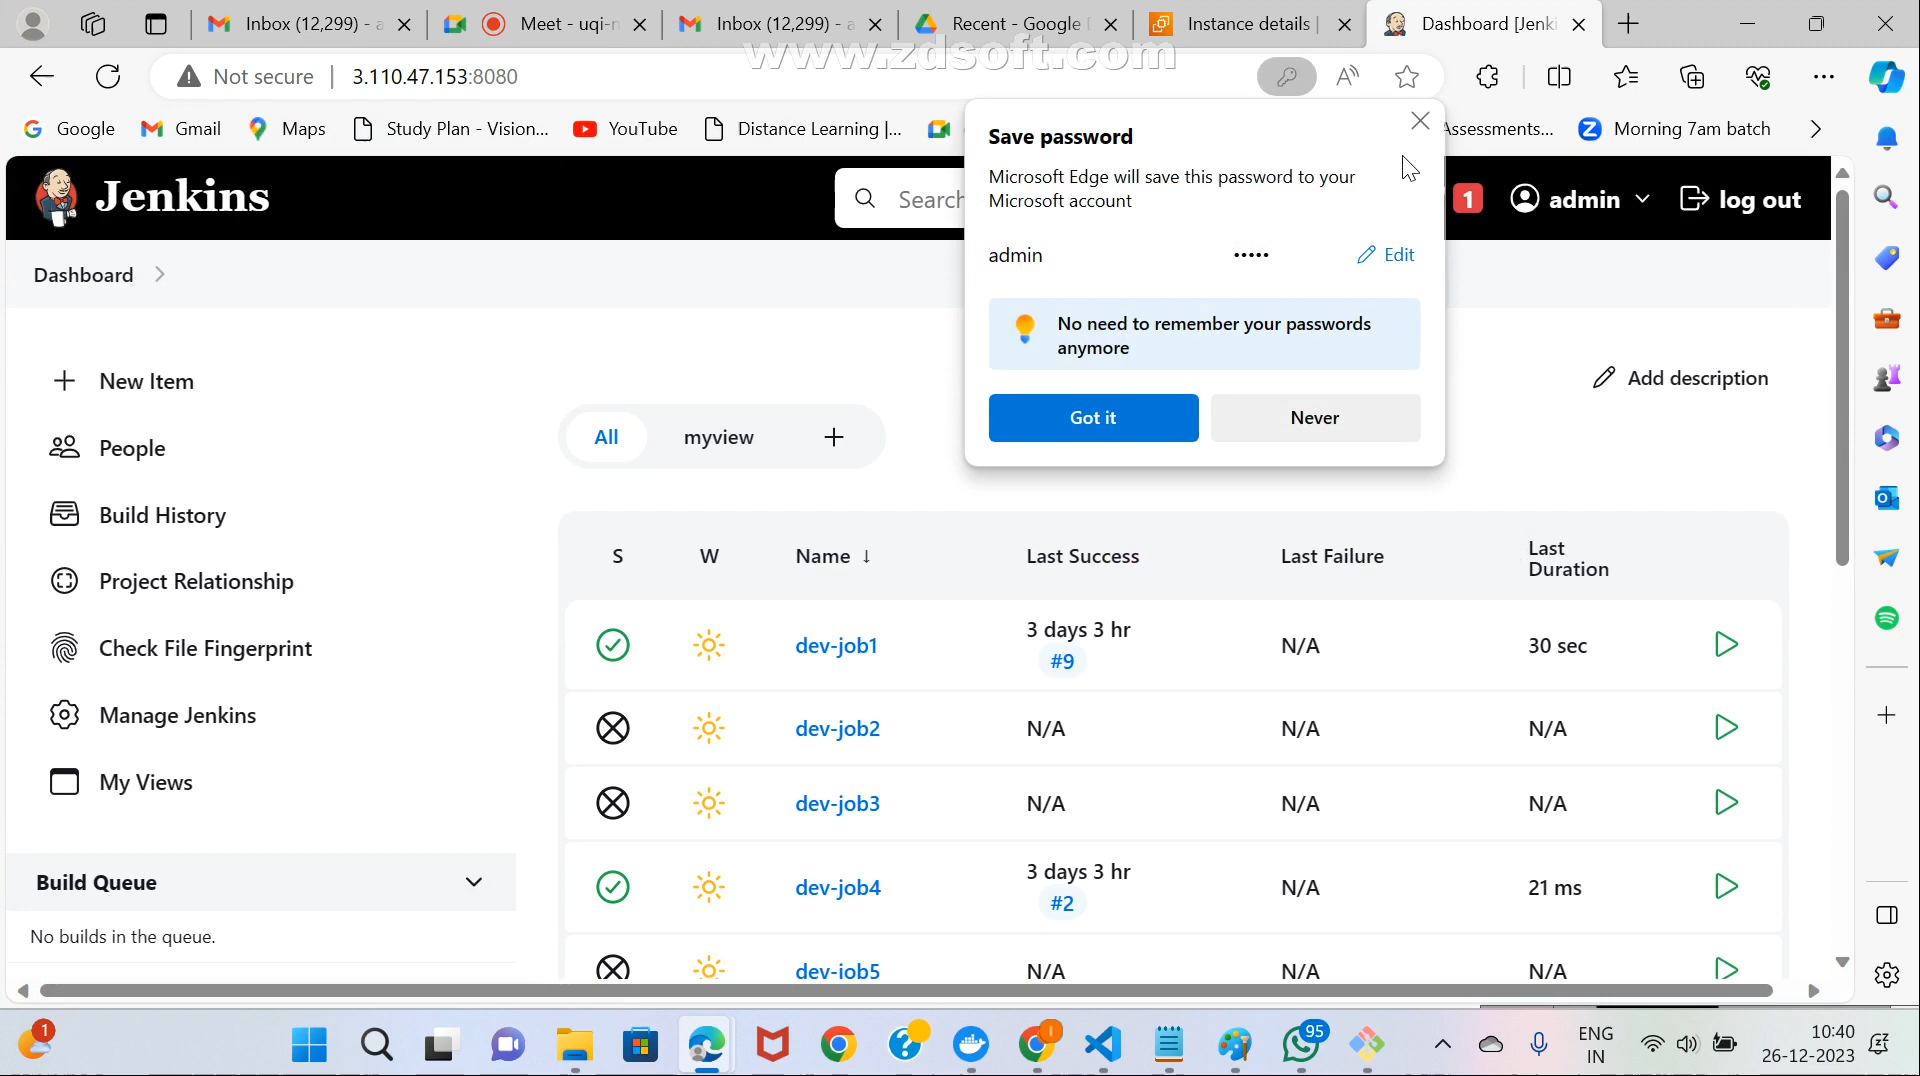 Inbox (12,299) - a
Meet - uqi-n
Inbox (12,299) - a
Recent - Google D
Instance details |
Dashboard [Jenki
www.zdsoft.com
Not secure
3.110.47.153:8080
Google
Gmail
Maps
Study Plan - Vision...
YouTube
Distance Learning |...
Assessments...
Morning 7am batch
Save password
Microsoft Edge will save this password to your
Microsoft account
admin
•••••
Edit
No need to remember your passwords
anymore
Got it
Never
Jenkins
Search
1
admin
log out
Dashboard
New Item
People
Build History
Project Relationship
Check File Fingerprint
Manage Jenkins
My Views
Build Queue
No builds in the queue.
Add description
All
myview
S W Name ↓ Last Success Last Failure Last
Duration
dev-job1 3 days 3 hr
#9
N/A 30 sec
dev-job2 N/A N/A N/A
dev-job3 N/A N/A N/A
dev-job4 3 days 3 hr
#2
N/A 21 ms
dev-job5 N/A N/A N/A
1
95
ENG
IN
10:40
26-12-2023